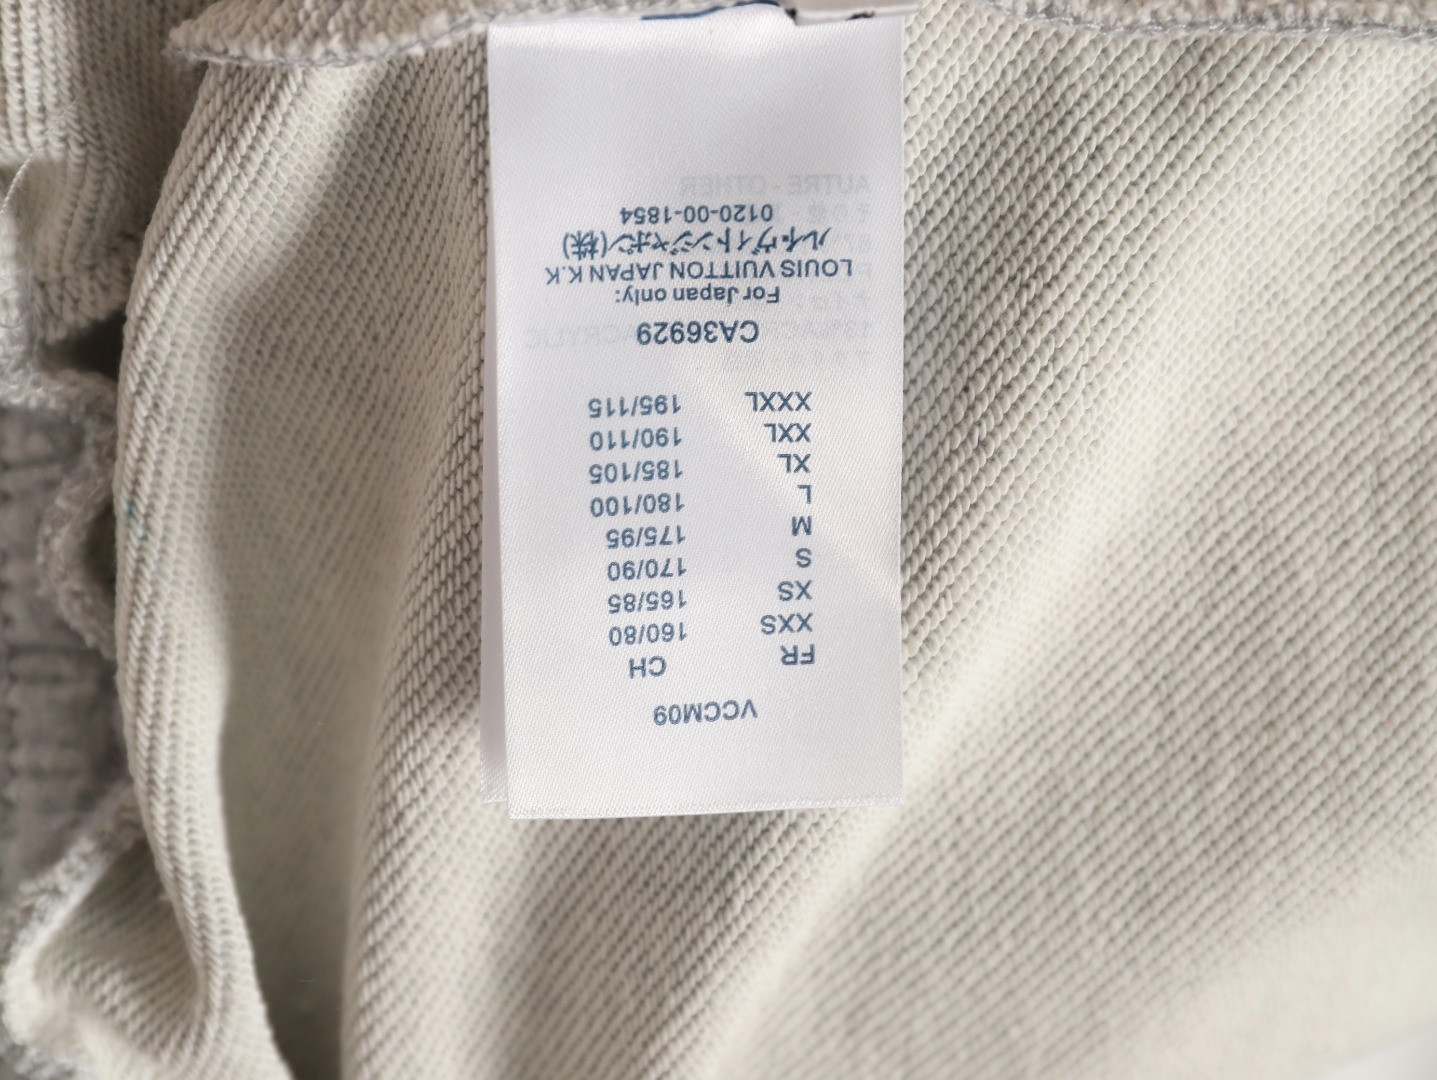 VCCM09
FR CH
XXS 160/80
XS 165/85
S 170/90
M 175/95
L 180/100
XL 185/105
XXL 190/110
XXXL 195/115
CA36929
For Japan only:
LOUIS VUITTON JAPAN K.K
ルイ・ヴィトンジャポン(株)
0120-00-1854
AUTRE - OTHER